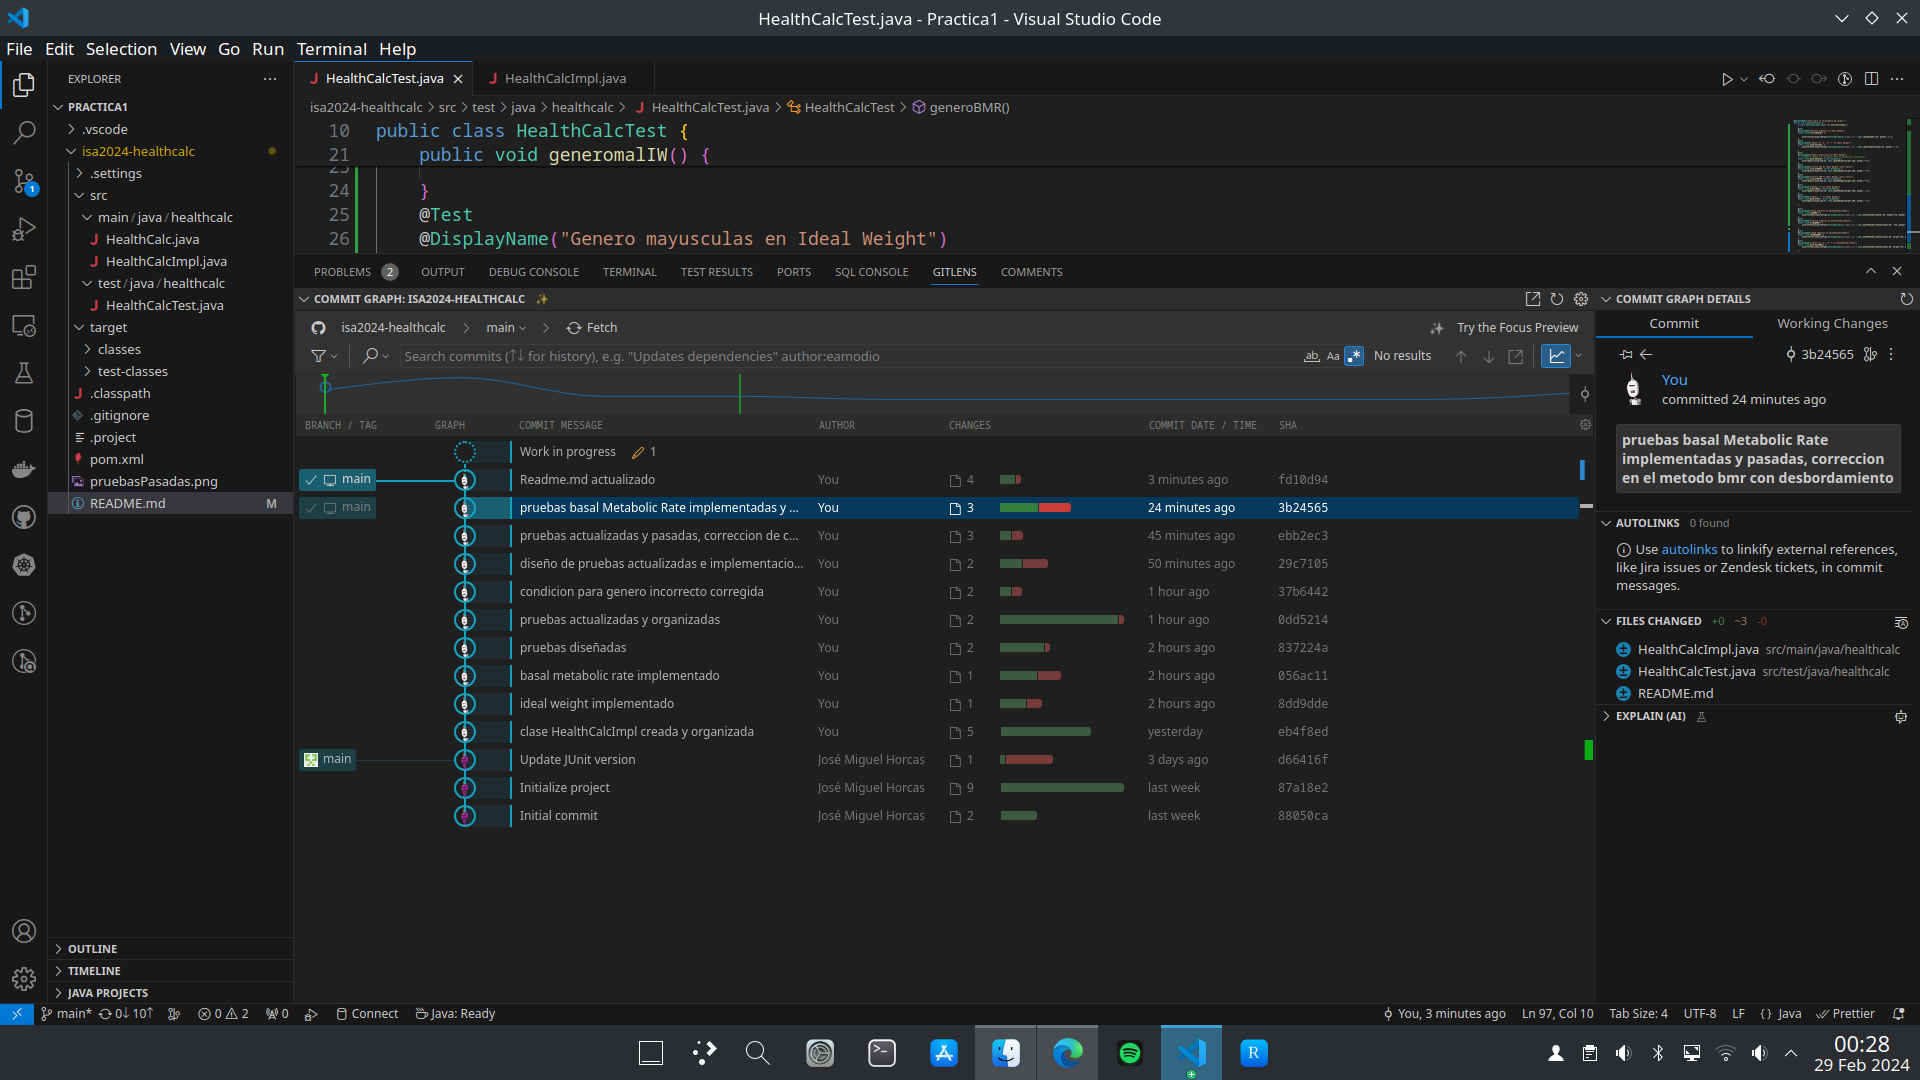 HealthCalcTest.java - Practica1 - Visual Studio Code
File Edit Selection View Go Run Terminal Help
EXPLORER
PRACTICA1
.vscode
isa2024-healthcalc
.settings
src
main/java/healthcalc
HealthCalc.java
HealthCalcImpl.java
test/java/healthcalc
HealthCalcTest.java
target
classes
test-classes
.classpath
.gitignore
.project
pom.xml
pruebasPasadas.png
README.md M
OUTLINE
TIMELINE
JAVA PROJECTS
HealthCalcTest.java HealthCalcImpl.java
isa2024-healthcalc > src > test > java > healthcalc > HealthCalcTest.java > HealthCalcTest > generoBMR()
10 public class HealthCalcTest {
21 public void generomalIW() {
23
24 }
25 @Test
26 @DisplayName("Genero mayusculas en Ideal Weight")
PROBLEMS 2 OUTPUT DEBUG CONSOLE TERMINAL TEST RESULTS PORTS SQL CONSOLE GITLENS COMMENTS
COMMIT GRAPH: ISA2024-HEALTHCALC
isa2024-healthcalc > main > Fetch Try the Focus Preview
Search commits (↑↓ for history), e.g. "Updates dependencies" author:eamodio ab Aa .* No results
BRANCH / TAG GRAPH COMMIT MESSAGE AUTHOR CHANGES COMMIT DATE / TIME SHA
Work in progress 1
main Readme.md actualizado You 4 3 minutes ago fd10d94
main pruebas basal Metabolic Rate implementadas y ... You 3 24 minutes ago 3b24565
pruebas actualizadas y pasadas, correccion de c... You 3 45 minutes ago ebb2ec3
diseño de pruebas actualizadas e implementacio... You 2 50 minutes ago 29c7105
condicion para genero incorrecto corregida You 2 1 hour ago 37b6442
pruebas actualizadas y organizadas You 2 1 hour ago 0dd5214
pruebas diseñadas You 2 2 hours ago 837224a
basal metabolic rate implementado You 1 2 hours ago 056ac11
ideal weight implementado You 1 2 hours ago 8dd9dde
clase HealthCalcImpl creada y organizada You 5 yesterday eb4f8ed
main Update JUnit version José Miguel Horcas 1 3 days ago d66416f
Initialize project José Miguel Horcas 9 last week 87a18e2
Initial commit José Miguel Horcas 2 last week 88050ca
COMMIT GRAPH DETAILS
Commit Working Changes
3b24565
You
committed 24 minutes ago
pruebas basal Metabolic Rate
implementadas y pasadas, correccion
en el metodo bmr con desbordamiento
AUTOLINKS 0 found
Use autolinks to linkify external references,
like Jira issues or Zendesk tickets, in commit
messages.
FILES CHANGED +0 ~3 -0
HealthCalcImpl.java src/main/java/healthcalc
HealthCalcTest.java src/test/java/healthcalc
README.md
EXPLAIN (AI)
1
main* 0↓ 10↑ 0 2 0 Connect Java: Ready You, 3 minutes ago Ln 97, Col 10 Tab Size: 4 UTF-8 LF {} Java Prettier
R
00:28
29 Feb 2024